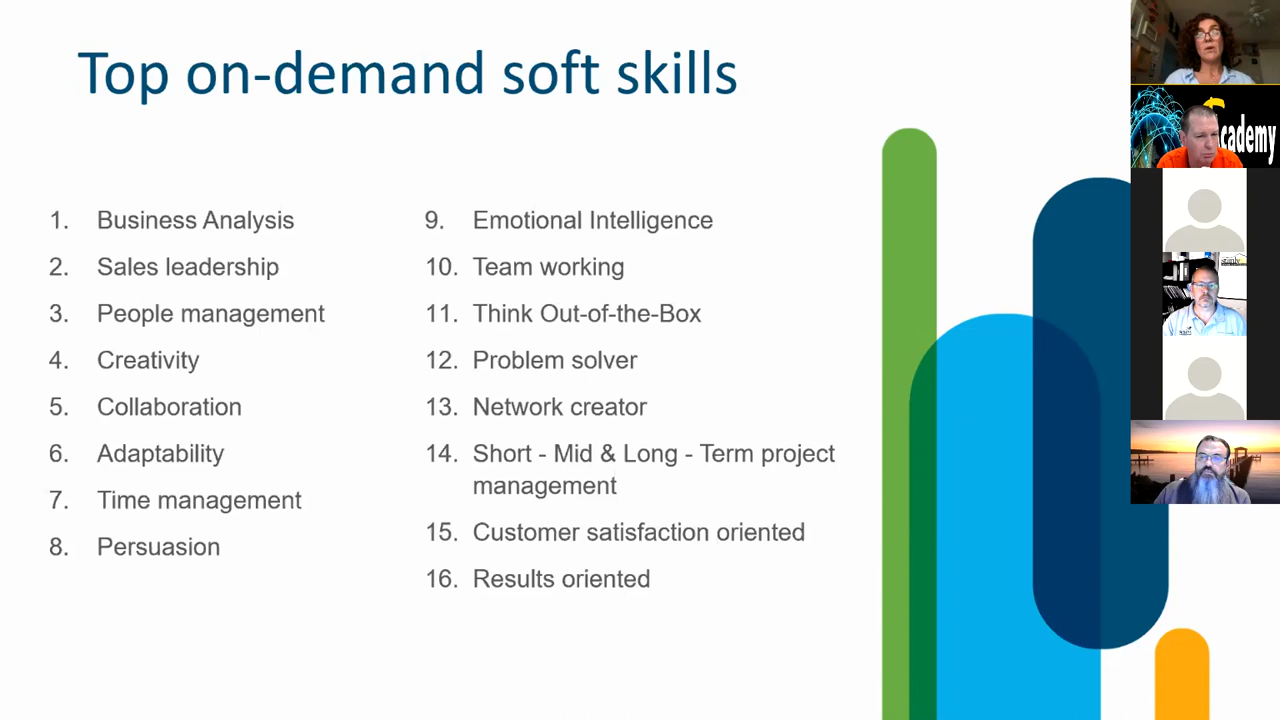 Top on-demand soft skills
1. Business Analysis
2. Sales leadership
3. People management
4. Creativity
5. Collaboration
6. Adaptability
7. Time management
8. Persuasion
9. Emotional Intelligence
10. Team working
11. Think Out-of-the-Box
12. Problem solver
13. Network creator
14. Short - Mid & Long - Term project
management
15. Customer satisfaction oriented
16. Results oriented
cademy